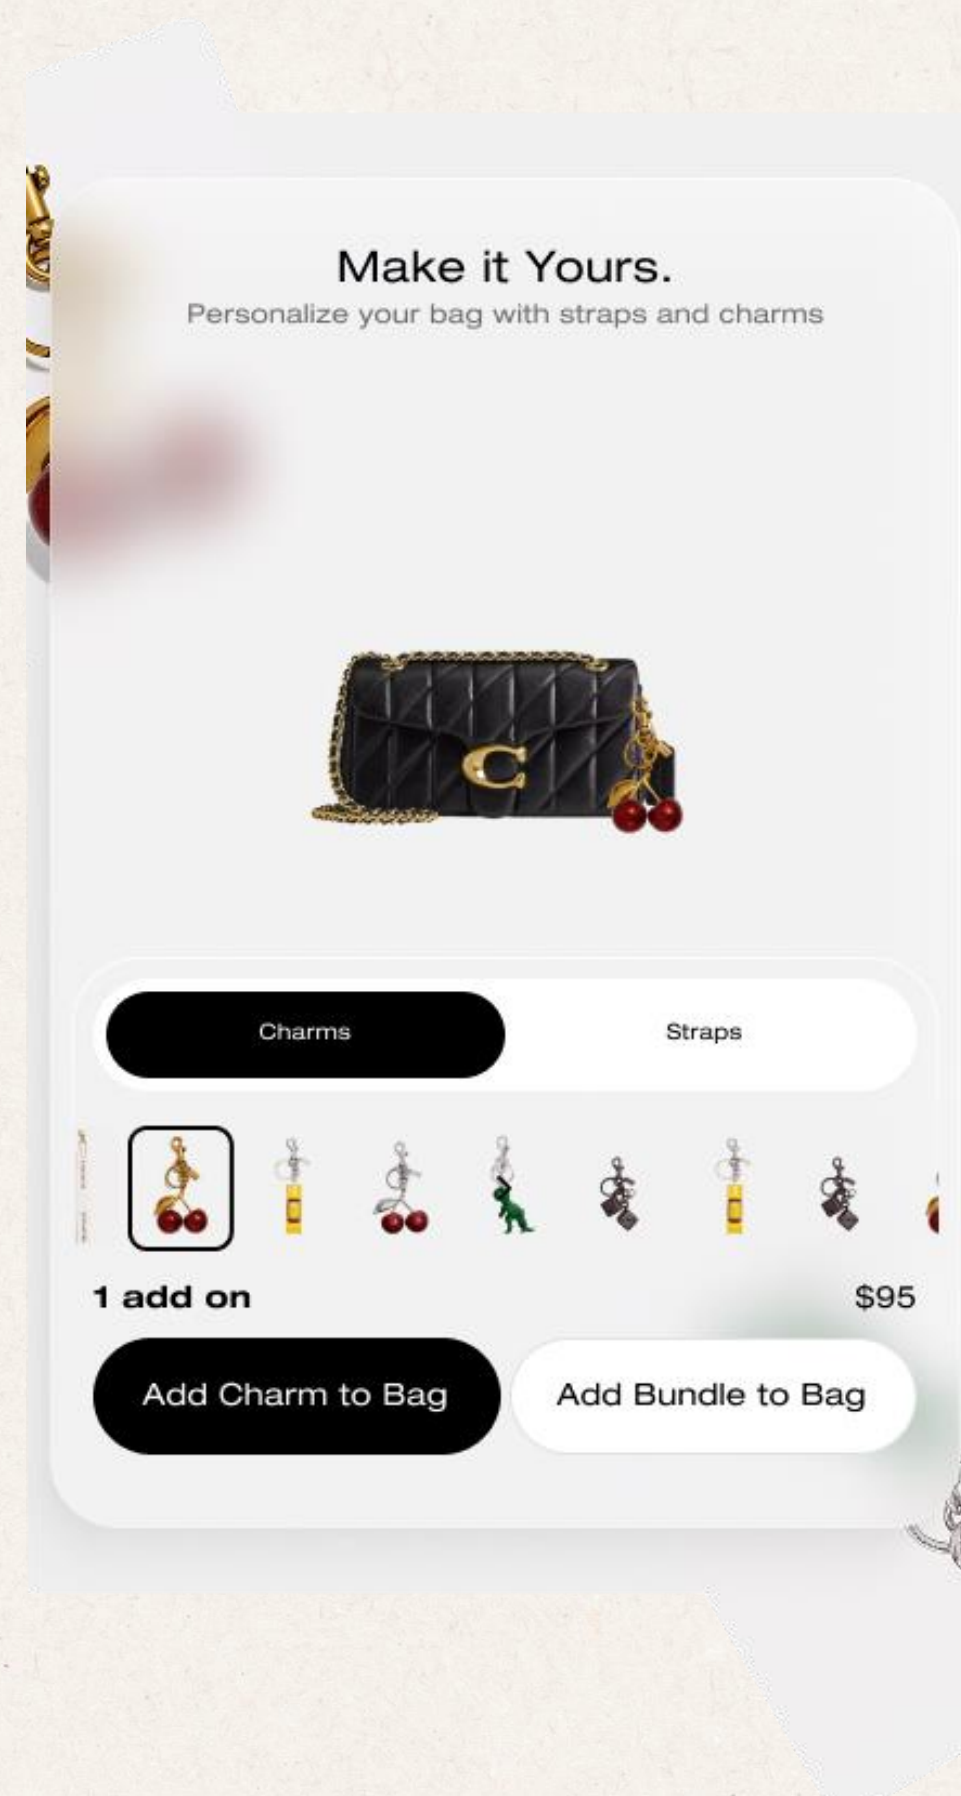 Make it Yours.
Personalize your bag with straps and charms
Charms
Straps
1 add on
$95
Add Charm to Bag
Add Bundle to Bag